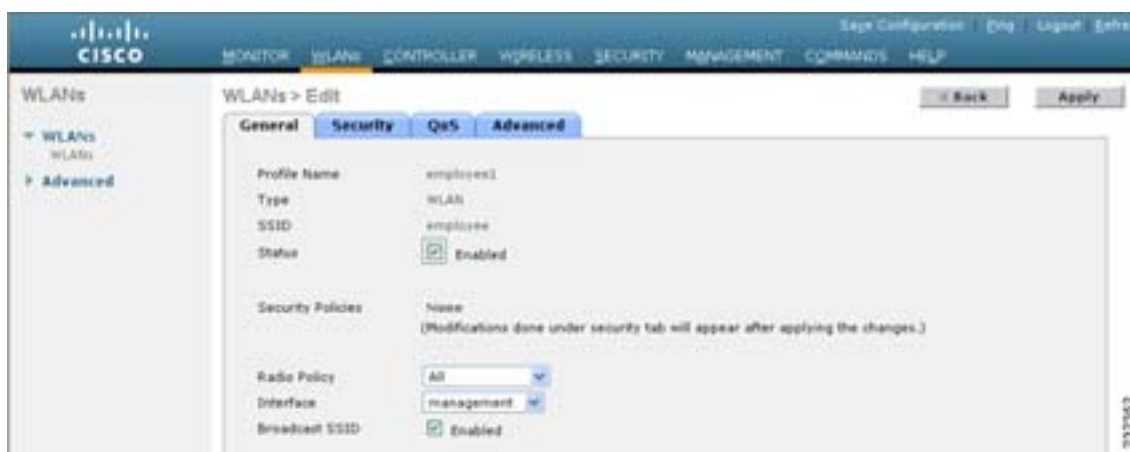 Save Configuration Ping Logout Refre
CISCO MONITOR WLANs CONTROLLER WIRELESS SECURITY MANAGEMENT COMMANDS HELP
WLANs
WLANs > Edit
< Back Apply
WLANs
WLANs
Advanced
General Security QoS Advanced
Profile Name employee1
Type WLAN
SSID employee
Status Enabled
Security Policies None
(Modifications done under security tab will appear after applying the changes.)
Radio Policy All
Interface management
Broadcast SSID Enabled